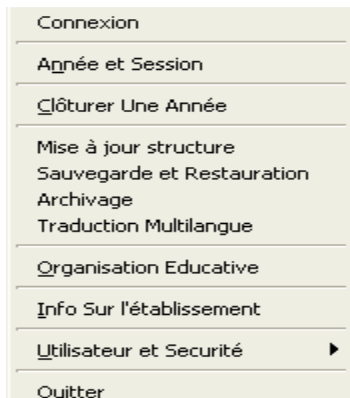 Connexion
Année et Session
Clôturer Une Année
Mise à jour structure
Sauvegarde et Restauration
Archivage
Traduction Multilangue
Organisation Educative
Info Sur l'établissement
Utilisateur et Securité
Quitter